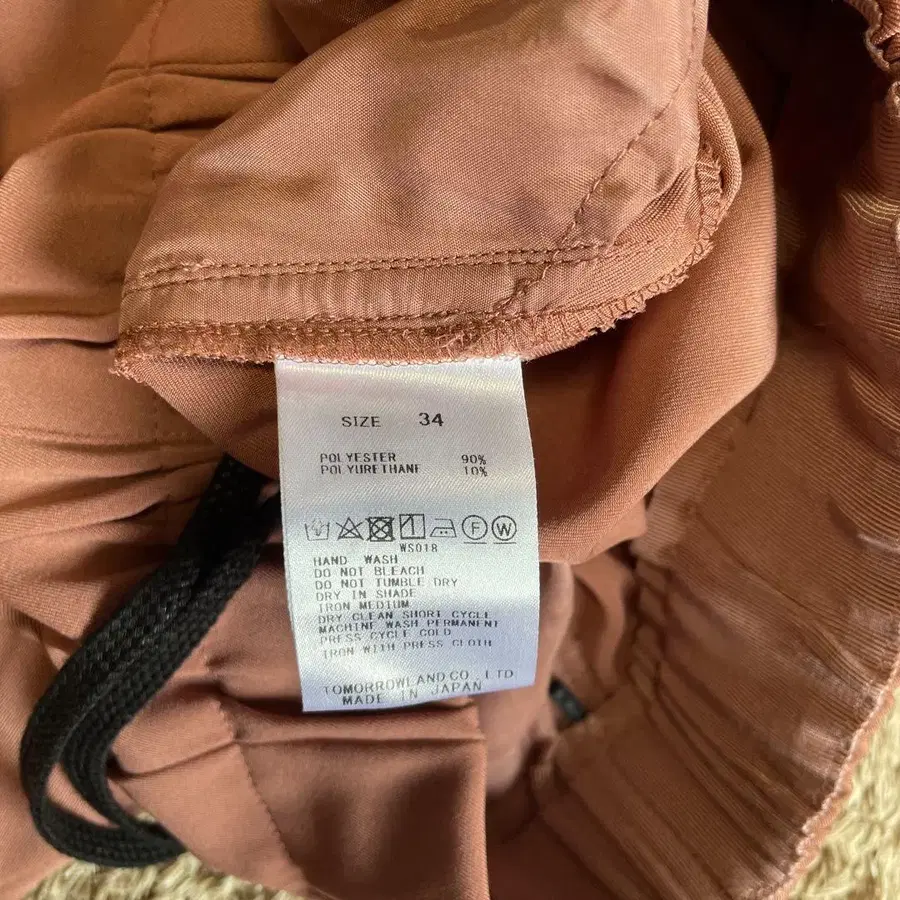 SIZE 34
POLYESTER 90%
POLYURETHANE 10%
F W
WS018
HAND WASH
DO NOT BLEACH
DO NOT TUMBLE DRY
DRY IN SHADE
IRON MEDIUM
DRY CLEAN SHORT CYCLE
MACHINE WASH PERMANENT
PRESS CYCLE COLD
IRON WITH PRESS CLOTH
TOMORROWLAND CO.,LTD
MADE IN JAPAN